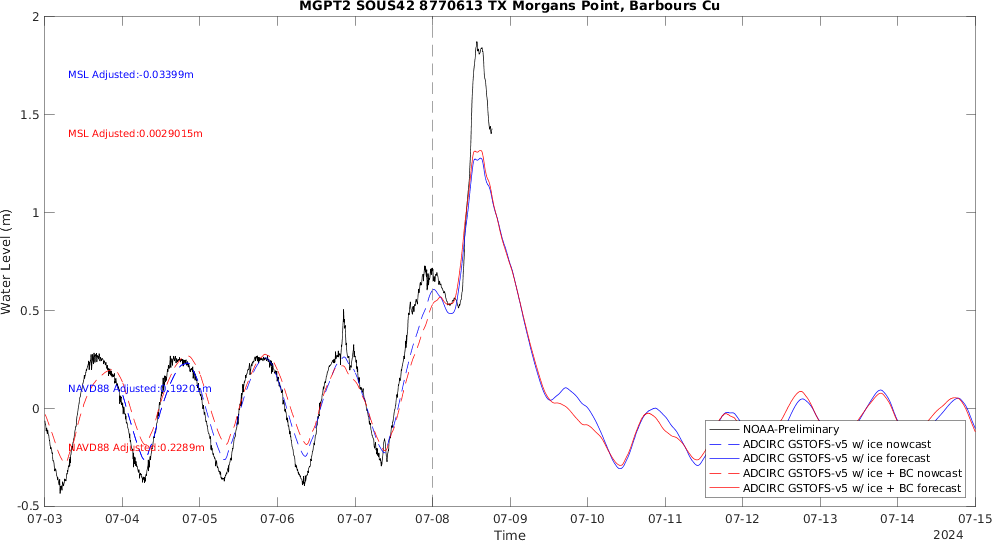 MGPT2 SOUS42 8770613 TX Morgans Point, Barbours Cu
2
MSL Adjusted:-0.03399m
1.5
MSL Adjusted:0.0029015m
1
Water Level (m)
0.5
NAVD88 Adjusted:0.19205m
0
NOAA-Preliminary
ADCIRC GSTOFS-v5 w/ ice nowcast
NAVD88 Adjusted:0.2289m
ADCIRC GSTOFS-v5 w/ ice forecast
ADCIRC GSTOFS-v5 w/ ice + BC nowcast
ADCIRC GSTOFS-v5 w/ ice + BC forecast
-0.5
07-03 07-04 07-05 07-06 07-07 07-08 07-09 07-10 07-11 07-12 07-13 07-14 07-15
Time
2024